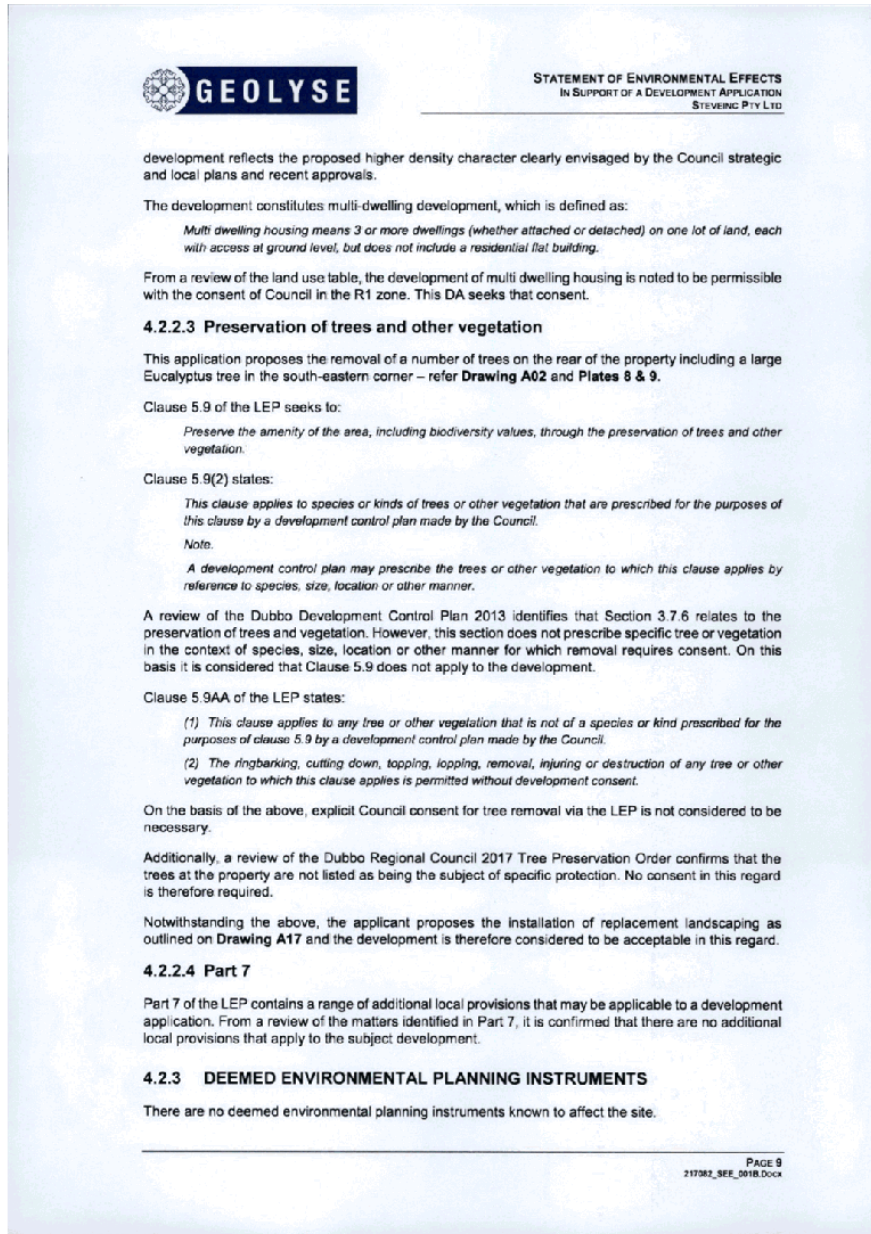 GEOLYSE
STATEMENT OF ENVIRONMENTAL EFFECTS
IN SUPPORT OF A DEVELOPMENT APPLICATION
STEVEINC PTY LTD
development reflects the proposed higher density character clearly envisaged by the Council strategic
and local plans and recent approvals.
The development constitutes multi-dwelling development, which is defined as:
Multi dwelling housing means 3 or more dwellings (whether attached or detached) on one lot of land, each
with access at ground level, but does not include a residential flat building.
From a review of the land use table, the development of multi dwelling housing is noted to be permissible
with the consent of Council in the R1 zone. This DA seeks that consent.
4.2.2.3 Preservation of trees and other vegetation
This application proposes the removal of a number of trees on the rear of the property including a large
Eucalyptus tree in the south-eastern corner – refer Drawing A02 and Plates 8 & 9.
Clause 5.9 of the LEP seeks to:
Preserve the amenity of the area, including biodiversity values, through the preservation of trees and other
vegetation.
Clause 5.9(2) states:
This clause applies to species or kinds of trees or other vegetation that are prescribed for the purposes of
this clause by a development control plan made by the Council.
Note.
A development control plan may prescribe the trees or other vegetation to which this clause applies by
reference to species, size, location or other manner.
A review of the Dubbo Development Control Plan 2013 identifies that Section 3.7.6 relates to the
preservation of trees and vegetation. However, this section does not prescribe specific tree or vegetation
in the context of species, size, location or other manner for which removal requires consent. On this
basis it is considered that Clause 5.9 does not apply to the development.
Clause 5.9AA of the LEP states:
(1) This clause applies to any tree or other vegetation that is not of a species or kind prescribed for the
purposes of clause 5.9 by a development control plan made by the Council.
(2) The ringbarking, cutting down, topping, lopping, removal, injuring or destruction of any tree or other
vegetation to which this clause applies is permitted without development consent.
On the basis of the above, explicit Council consent for tree removal via the LEP is not considered to be
necessary.
Additionally, a review of the Dubbo Regional Council 2017 Tree Preservation Order confirms that the
trees at the property are not listed as being the subject of specific protection. No consent in this regard
is therefore required.
Notwithstanding the above, the applicant proposes the installation of replacement landscaping as
outlined on Drawing A17 and the development is therefore considered to be acceptable in this regard.
4.2.2.4 Part 7
Part 7 of the LEP contains a range of additional local provisions that may be applicable to a development
application. From a review of the matters identified in Part 7, it is confirmed that there are no additional
local provisions that apply to the subject development.
4.2.3 DEEMED ENVIRONMENTAL PLANNING INSTRUMENTS
There are no deemed environmental planning instruments known to affect the site.
PAGE 9
217082_SEE_001B.DOCX